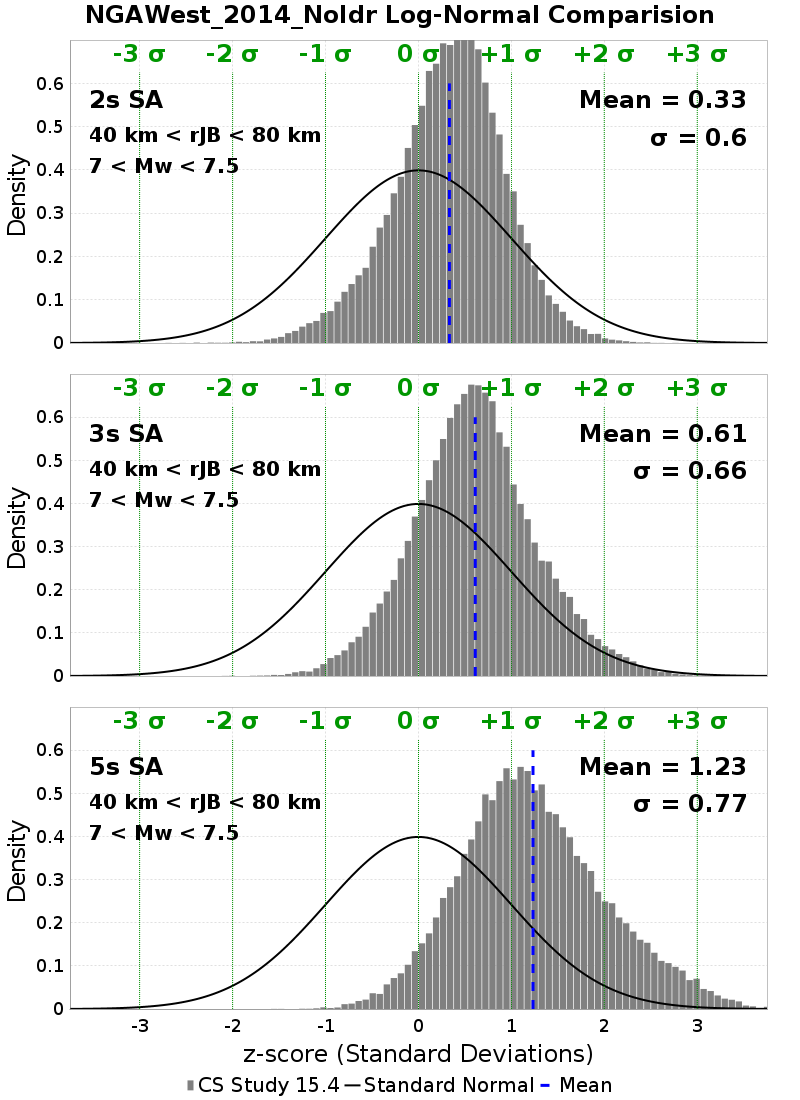 NGAWest_2014_NoIdr Log-Normal Comparision
-3 σ -2 σ -1 σ 0 σ +1 σ +2 σ +3 σ
2s SA
40 km < rJB < 80 km
7 < Mw < 7.5
Mean = 0.33
σ = 0.6
0.6
0.5
0.4
0.3
0.2
0.1
0
Density
-3 σ -2 σ -1 σ 0 σ +1 σ +2 σ +3 σ
3s SA
40 km < rJB < 80 km
7 < Mw < 7.5
Mean = 0.61
σ = 0.66
0.6
0.5
0.4
0.3
0.2
0.1
0
Density
-3 σ -2 σ -1 σ 0 σ +1 σ +2 σ +3 σ
5s SA
40 km < rJB < 80 km
7 < Mw < 7.5
Mean = 1.23
σ = 0.77
0.6
0.5
0.4
0.3
0.2
0.1
0
Density
-3 -2 -1 0 1 2 3
z-score (Standard Deviations)
CS Study 15.4 Standard Normal Mean